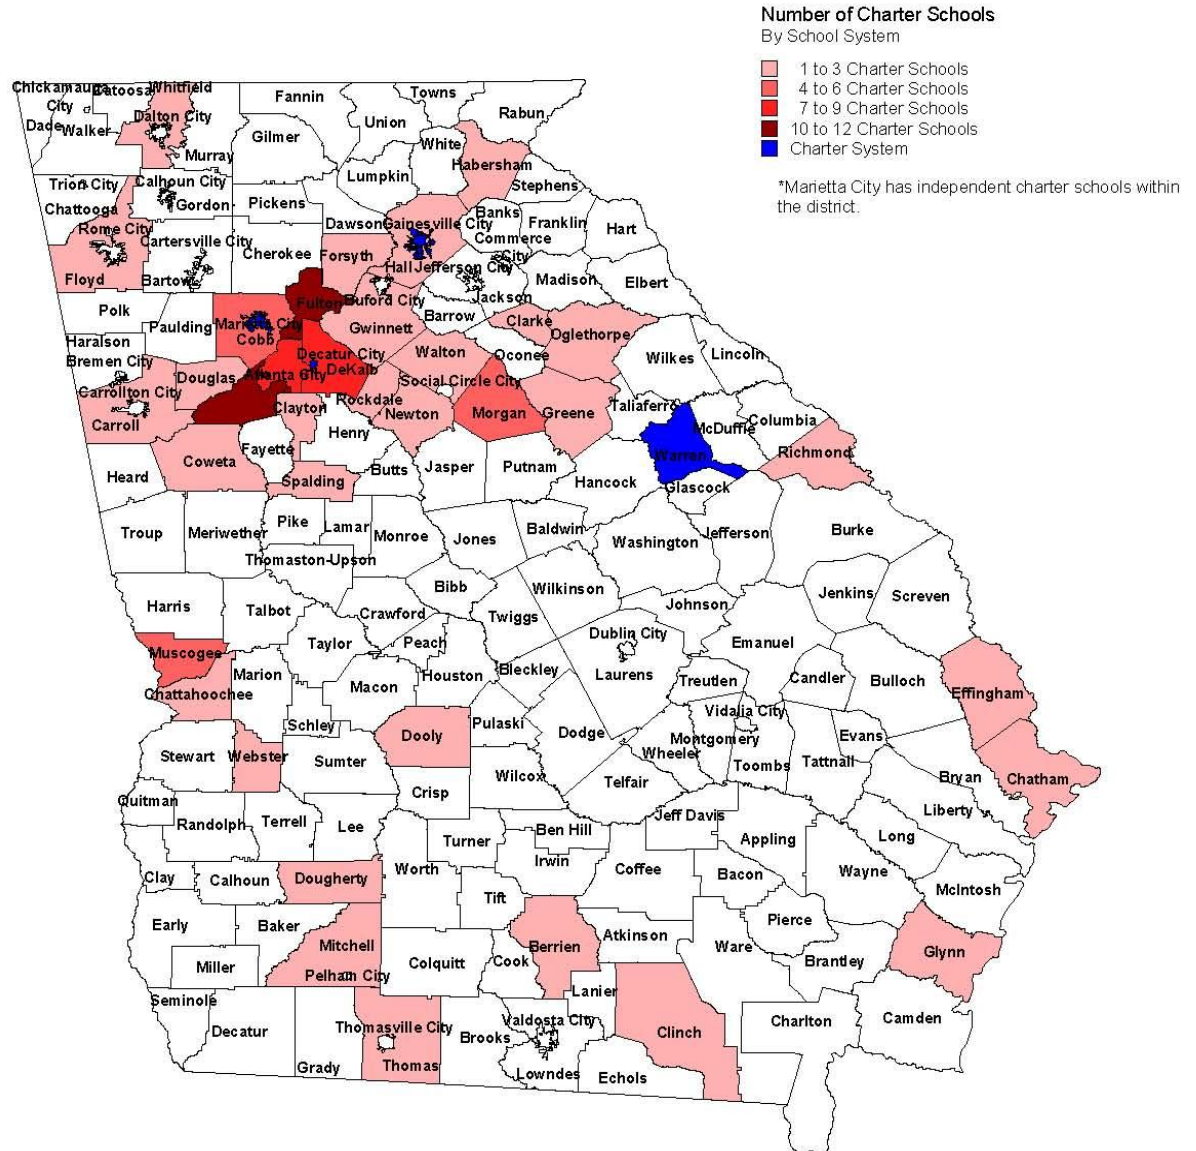 Number of Charter Schools
By School System
1 to 3 Charter Schools
4 to 6 Charter Schools
7 to 9 Charter Schools
10 to 12 Charter Schools
Charter System
*Marietta City has independent charter schools within
the district.
Chickamauga
City
Catoosa
Whitfield
Fannin
Towns
Rabun
Dade
Walker
Dalton City
Union
Gilmer
White
Murray
Habersham
Lumpkin
Stephens
Trion City
Calhoun City
Chattooga
Gordon
Pickens
Banks
Franklin
Hart
Rome City
Dawson
Gainesville City
Commerce
City
Cartersville City
Cherokee
Forsyth
Hall
Jefferson City
Madison
Elbert
Floyd
Bartow
Fulton
Buford City
Jackson
Polk
Paulding
Marietta City
Cobb
Gwinnett
Barrow
Clarke
Oglethorpe
Haralson
Bremen City
Decatur City
DeKalb
Walton
Oconee
Wilkes
Lincoln
Carrollton City
Douglas
Atlanta City
Social Circle City
Rockdale
Clayton
Newton
Morgan
Greene
Taliaferro
McDuffie
Columbia
Carroll
Henry
Fayette
Warren
Richmond
Heard
Coweta
Spalding
Butts
Jasper
Putnam
Hancock
Glascock
Troup
Meriwether
Pike
Lamar
Monroe
Jones
Baldwin
Washington
Jefferson
Burke
Thomaston-Upson
Bibb
Wilkinson
Jenkins
Screven
Harris
Talbot
Crawford
Twiggs
Johnson
Muscogee
Taylor
Peach
Dublin City
Emanuel
Chattahoochee
Marion
Macon
Houston
Bleckley
Laurens
Treutlen
Candler
Bulloch
Effingham
Schley
Dooly
Pulaski
Dodge
Vidalia City
Montgomery
Evans
Stewart
Webster
Sumter
Wilcox
Wheeler
Toombs
Tattnall
Bryan
Chatham
Telfair
Quitman
Crisp
Randolph
Terrell
Lee
Turner
Ben Hill
Jeff Davis
Appling
Long
Liberty
Irwin
Clay
Calhoun
Dougherty
Worth
Coffee
Bacon
Wayne
McIntosh
Tift
Early
Baker
Mitchell
Berrien
Atkinson
Ware
Pierce
Glynn
Miller
Pelham City
Colquitt
Cook
Brantley
Seminole
Lanier
Decatur
Thomasville City
Brooks
Valdosta City
Clinch
Charlton
Camden
Grady
Thomas
Lowndes
Echols